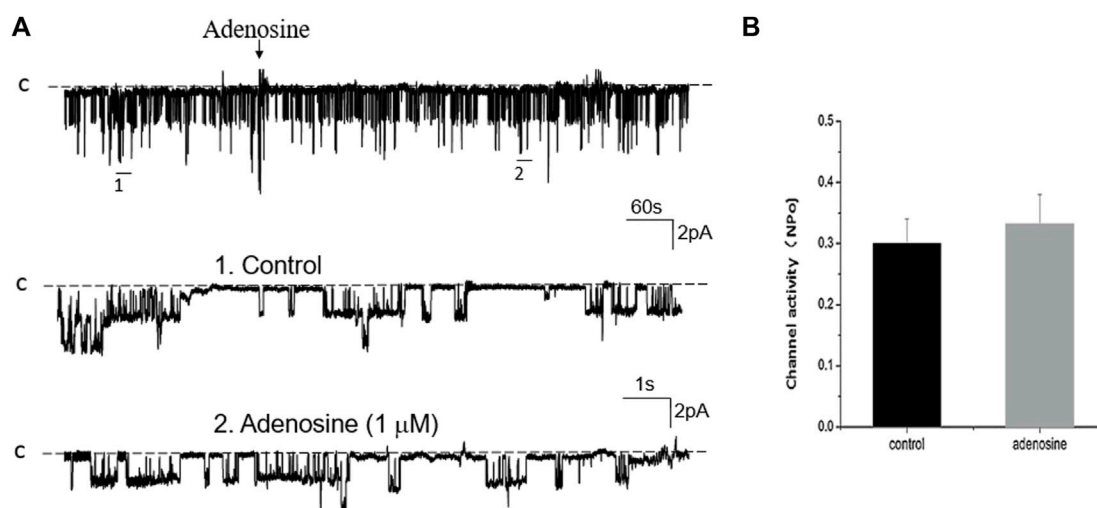 A
Adenosine
C
1
2
60s
2pA
1. Control
C
1s
2pA
2. Adenosine (1 μM)
C
B
Channel activity (NPo)
0.5
0.4
0.3
0.2
0.1
0.0
control adenosine